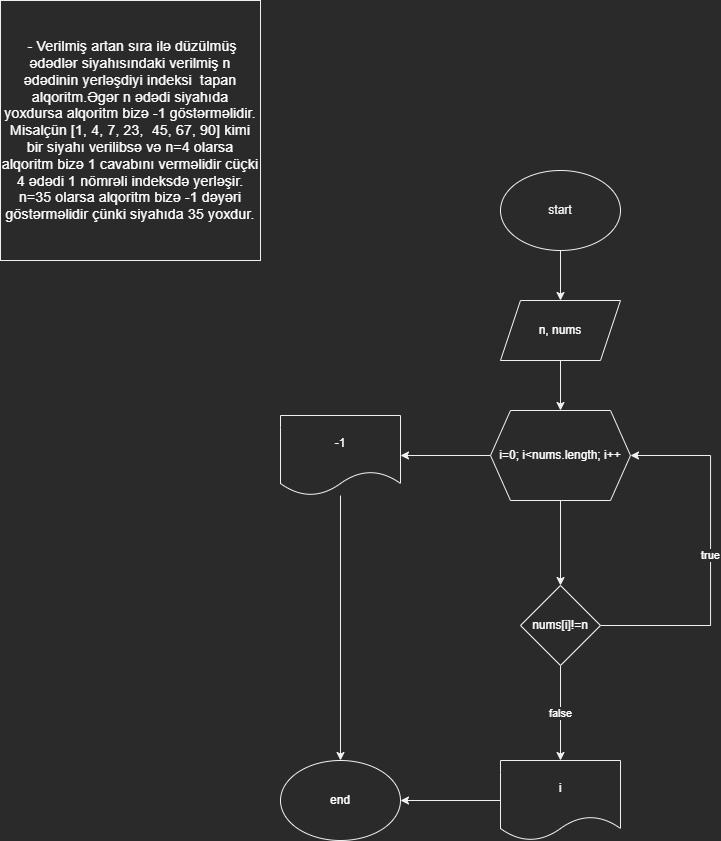 - Verilmiş artan sıra ilə düzülmüş
ədədlər siyahısındaki verilmiş n
ədədinin yerləşdiyi indeksi  tapan
alqoritm.Əgər n ədədi siyahıda
yoxdursa alqoritm bizə -1 göstərməlidir.
Misalçün [1, 4, 7, 23,  45, 67, 90] kimi
bir siyahı verilibsə və n=4 olarsa
alqoritm bizə 1 cavabını verməlidir cüçki
4 ədədi 1 nömrəli indeksdə yerləşir.
n=35 olarsa alqoritm bizə -1 dəyəri
göstərməlidir çünki siyahıda 35 yoxdur.
start
n, nums
i=0; i<nums.length; i++
-1
true
nums[i]!=n
false
i
end